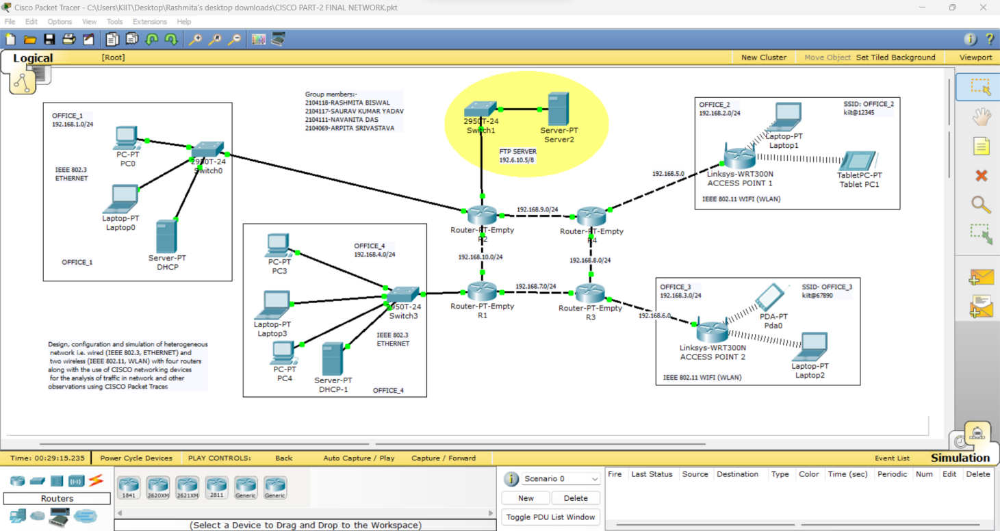 Cisco Packet Tracer - C:\Users\KIIT\Desktop\Rashmita's desktop downloads\CISCO PART-2 FINAL NETWORK.pkt
File Edit Options View Tools Extensions Help
i ?
Logical [Root] New Cluster Move Object Set Tiled Background Viewport
Group members:-
2104118-RASHMITA BISWAL
2104117-SAURAV KUMAR YADAV
2104111-NAVANITA DAS
2104069-ARPITA SRIVASTAVA
OFFICE_1
192.168.1.0/24
PC-PT
PC0
IEEE 802.3
ETHERNET
2950T-24
Switch0
Laptop-PT
Laptop0
Server-PT
DHCP
OFFICE_1
2950T-24
Switch1
Server-PT
Server2
FTP SERVER
192.6.10.5/8
OFFICE_2
192.168.2.0/24
SSID: OFFICE_2
kiit@12345
Laptop-PT
Laptop1
Linksys-WRT300N
ACCESS POINT 1
TabletPC-PT
Tablet PC1
IEEE 802.11 WIFI (WLAN)
192.168.5.0
192.168.9.0/24
Router-PT-Empty
R2
Router-PT-Empty
R4
192.168.10.0/24
192.168.8.0/24
192.168.7.0/24
Router-PT-Empty
R1
Router-PT-Empty
R3
192.168.6.0
OFFICE_4
192.168.4.0/24
PC-PT
PC3
2950T-24
Switch3
Laptop-PT
Laptop3
IEEE 802.3
ETHERNET
PC-PT
PC4
Server-PT
DHCP-1
OFFICE_4
OFFICE_3
192.168.3.0/24
SSID- OFFICE_3
kiit@67890
PDA-PT
Pda0
Linksys-WRT300N
ACCESS POINT 2
Laptop-PT
Laptop2
IEEE 802.11 WIFI (WLAN)
Design, configuration and simulation of heterogeneous
network i.e. wired (IEEE 802.3, ETHERNET) and
two wireless (IEEE 802.11, WLAN) with four routers
along with the use of CISCO networking devices
for the analysis of traffic in network and other
observations using CISCO Packet Tracer.
Time: 00:29:15.235 Power Cycle Devices PLAY CONTROLS: Back Auto Capture / Play Capture / Forward Event List Simulation
Routers
1841 2620XM 2621XM 2811 Generic Generic
(Select a Device to Drag and Drop to the Workspace)
i Scenario 0
New Delete
Toggle PDU List Window
Fire Last Status Source Destination Type Color Time (sec) Periodic Num Edit Delete